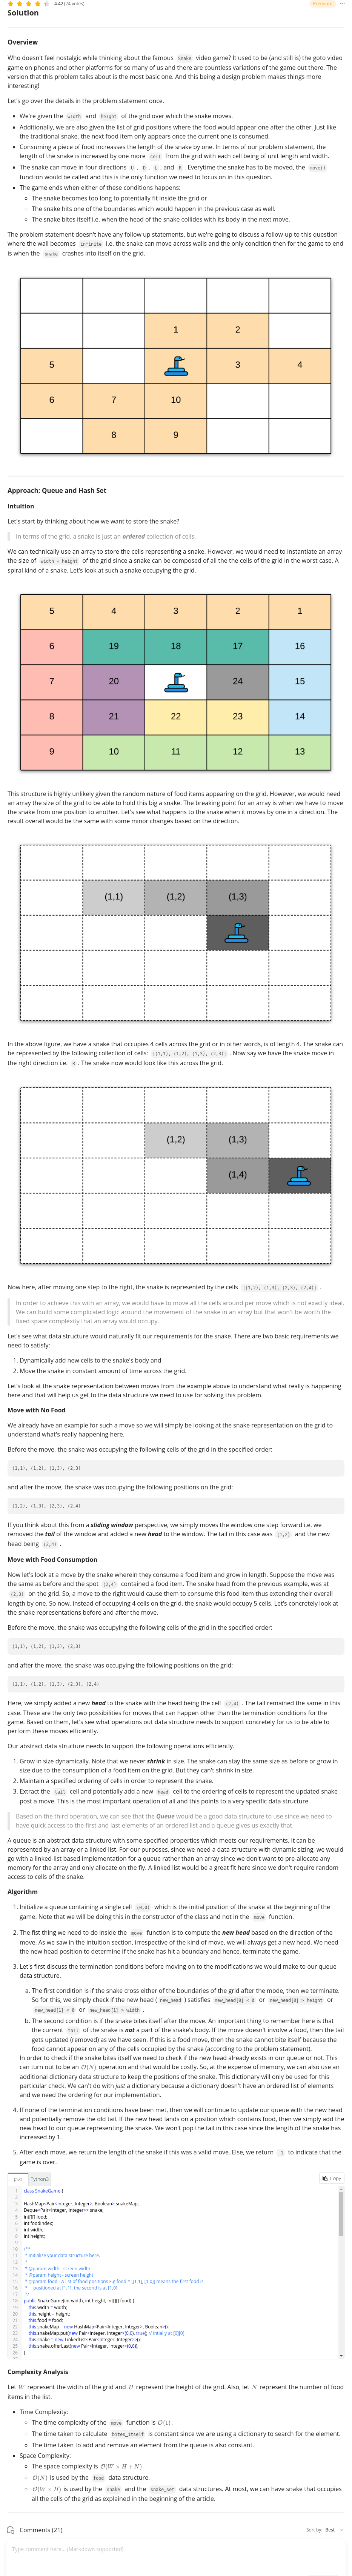 4.42 (24 votes)
Premium
Solution
Overview
Who doesn't feel nostalgic while thinking about the famous Snake video game? It used to be (and still is) the goto video
game on phones and other platforms for so many of us and there are countless variations of the game out there. The
version that this problem talks about is the most basic one. And this being a design problem makes things more
interesting!
Let's go over the details in the problem statement once.
We're given the width and height of the grid over which the snake moves.
Additionally, we are also given the list of grid positions where the food would appear one after the other. Just like
the traditional snake, the next food item only appears once the current one is consumed.
Consuming a piece of food increases the length of the snake by one. In terms of our problem statement, the
length of the snake is increased by one more cell from the grid with each cell being of unit length and width.
The snake can move in four directions U , D , L , and R . Everytime the snake has to be moved, the move()
function would be called and this is the only function we need to focus on in this question.
The game ends when either of these conditions happens:
The snake becomes too long to potentially fit inside the grid or
The snake hits one of the boundaries which would happen in the previous case as well.
The snake bites itself i.e. when the head of the snake collides with its body in the next move.
The problem statement doesn't have any follow up statements, but we're going to discuss a follow-up to this question
where the wall becomes infinite i.e. the snake can move across walls and the only condition then for the game to end
is when the snake crashes into itself on the grid.
1 2
5 3 4
6 7 10
8 9
Approach: Queue and Hash Set
Intuition
Let's start by thinking about how we want to store the snake?
In terms of the grid, a snake is just an ordered collection of cells.
We can technically use an array to store the cells representing a snake. However, we would need to instantiate an array
the size of width * height of the grid since a snake can be composed of all the cells of the grid in the worst case. A
spiral kind of a snake. Let's look at such a snake occupying the grid.
5 4 3 2 1
6 19 18 17 16
7 20 24 15
8 21 22 23 14
9 10 11 12 13
This structure is highly unlikely given the random nature of food items appearing on the grid. However, we would need
an array the size of the grid to be able to hold this big a snake. The breaking point for an array is when we have to move
the snake from one position to another. Let's see what happens to the snake when it moves by one in a direction. The
result overall would be the same with some minor changes based on the direction.
(1,1) (1,2) (1,3)
In the above figure, we have a snake that occupies 4 cells across the grid or in other words, is of length 4. The snake can
be represented by the following collection of cells: [(1,1), (1,2), (1,3), (2,3)] . Now say we have the snake move in
the right direction i.e. R . The snake now would look like this across the grid.
(1,2) (1,3)
(1,4)
Now here, after moving one step to the right, the snake is represented by the cells [(1,2), (1,3), (2,3), (2,4)] .
In order to achieve this with an array, we would have to move all the cells around per move which is not exactly ideal.
We can build some complicated logic around the movement of the snake in an array but that won't be worth the
fixed space complexity that an array would occupy.
Let's see what data structure would naturally fit our requirements for the snake. There are two basic requirements we
need to satisfy:
1. Dynamically add new cells to the snake's body and
2. Move the snake in constant amount of time across the grid.
Let's look at the snake representation between moves from the example above to understand what really is happening
here and that will help us get to the data structure we need to use for solving this problem.
Move with No Food
We already have an example for such a move so we will simply be looking at the snake representation on the grid to
understand what's really happening here.
Before the move, the snake was occupying the following cells of the grid in the specified order:
(1,1), (1,2), (1,3), (2,3)
and after the move, the snake was occupying the following positions on the grid:
(1,2), (1,3), (2,3), (2,4)
If you think about this from a sliding window perspective, we simply moves the window one step forward i.e. we
removed the tail of the window and added a new head to the window. The tail in this case was (1,2) and the new
head being (2,4) .
Move with Food Consumption
Now let's look at a move by the snake wherein they consume a food item and grow in length. Suppose the move was
the same as before and the spot (2,4) contained a food item. The snake head from the previous example, was at
(2,3) on the grid. So, a move to the right would cause them to consume this food item thus extending their overall
length by one. So now, instead of occupying 4 cells on the grid, the snake would occupy 5 cells. Let's concretely look at
the snake representations before and after the move.
Before the move, the snake was occupying the following cells of the grid in the specified order:
(1,1), (1,2), (1,3), (2,3)
and after the move, the snake was occupying the following positions on the grid:
(1,1), (1,2), (1,3), (2,3), (2,4)
Here, we simply added a new head to the snake with the head being the cell (2,4) . The tail remained the same in this
case. These are the only two possibilities for moves that can happen other than the termination conditions for the
game. Based on them, let's see what operations our data structure needs to support concretely for us to be able to
perform these moves efficiently.
Our abstract data structure needs to support the following operations efficiently.
1. Grow in size dynamically. Note that we never shrink in size. The snake can stay the same size as before or grow in
size due to the consumption of a food item on the grid. But they can't shrink in size.
2. Maintain a specified ordering of cells in order to represent the snake.
3. Extract the tail cell and potentially add a new head cell to the ordering of cells to represent the updated snake
post a move. This is the most important operation of all and this points to a very specific data structure.
Based on the third operation, we can see that the Queue would be a good data structure to use since we need to
have quick access to the first and last elements of an ordered list and a queue gives us exactly that.
A queue is an abstract data structure with some specified properties which meets our requirements. It can be
represented by an array or a linked list. For our purposes, since we need a data structure with dynamic sizing, we would
go with a linked-list based implementation for a queue rather than an array since we don't want to pre-allocate any
memory for the array and only allocate on the fly. A linked list would be a great fit here since we don't require random
access to cells of the snake.
Algorithm
1. Initialize a queue containing a single cell (0,0) which is the initial position of the snake at the beginning of the
game. Note that we will be doing this in the constructor of the class and not in the move function.
2. The fist thing we need to do inside the move function is to compute the new head based on the direction of the
move. As we saw in the intuition section, irrespective of the kind of move, we will always get a new head. We need
the new head position to determine if the snake has hit a boundary and hence, terminate the game.
3. Let's first discuss the termination conditions before moving on to the modifications we would make to our queue
data structure.
a. The first condition is if the snake cross either of the boundaries of the grid after the mode, then we terminate.
So for this, we simply check if the new head ( new_head ) satisfies new_head[0] < 0 or new_head[0] > height or
new_head[1] < 0 or new_head[1] > width .
b. The second condition is if the snake bites itself after the move. An important thing to remember here is that
the current tail of the snake is not a part of the snake's body. If the move doesn't involve a food, then the tail
gets updated (removed) as we have seen. If this is a food move, then the snake cannot bite itself because food
cannot appear on any of the cells occupied by the snake (according to the problem statement).
In order to check if the snake bites itself we need to check if the new head already exists in our queue or not. This
can turn out to be an O(N) operation and that would be costly. So, at the expense of memory, we can also use an
additional dictionary data structure to keep the positions of the snake. This dictionary will only be used for this
particular check. We can't do with just a dictionary because a dictionary doesn't have an ordered list of elements
and we need the ordering for our implementation.
4. If none of the termination conditions have been met, then we will continue to update our queue with the new head
and potentially remove the old tail. If the new head lands on a position which contains food, then we simply add the
new head to our queue representing the snake. We won't pop the tail in this case since the length of the snake has
increased by 1.
5. After each move, we return the length of the snake if this was a valid move. Else, we return -1 to indicate that the
game is over.
Java Python3
Copy
1 class SnakeGame {
2
3 HashMap<Pair<Integer, Integer>, Boolean> snakeMap;
4 Deque<Pair<Integer, Integer>> snake;
5 int[][] food;
6 int foodIndex;
7 int width;
8 int height;
9
10 /**
11 * Initialize your data structure here.
12 *
13 * @param width - screen width
14 * @param height - screen height
15 * @param food - A list of food positions E.g food = [[1,1], [1,0]] means the first food is
16 * positioned at [1,1], the second is at [1,0].
17 */
18 public SnakeGame(int width, int height, int[][] food) {
19 this.width = width;
20 this.height = height;
21 this.food = food;
22 this.snakeMap = new HashMap<Pair<Integer, Integer>, Boolean>();
23 this.snakeMap.put(new Pair<Integer, Integer>(0,0), true); // intially at [0][0]
24 this.snake = new LinkedList<Pair<Integer, Integer>>();
25 this.snake.offerLast(new Pair<Integer, Integer>(0,0));
26 }
Complexity Analysis
Let W represent the width of the grid and H represent the height of the grid. Also, let N represent the number of food
items in the list.
Time Complexity:
The time complexity of the move function is O(1).
The time taken to calculate bites_itself is constant since we are using a dictionary to search for the element.
The time taken to add and remove an element from the queue is also constant.
Space Complexity:
The space complexity is O(W × H + N)
O(N) is used by the food data structure.
O(W × H) is used by the snake and the snake_set data structures. At most, we can have snake that occupies
all the cells of the grid as explained in the beginning of the article.
Comments (21)
Sort by: Best
Type comment here... (Markdown supported)